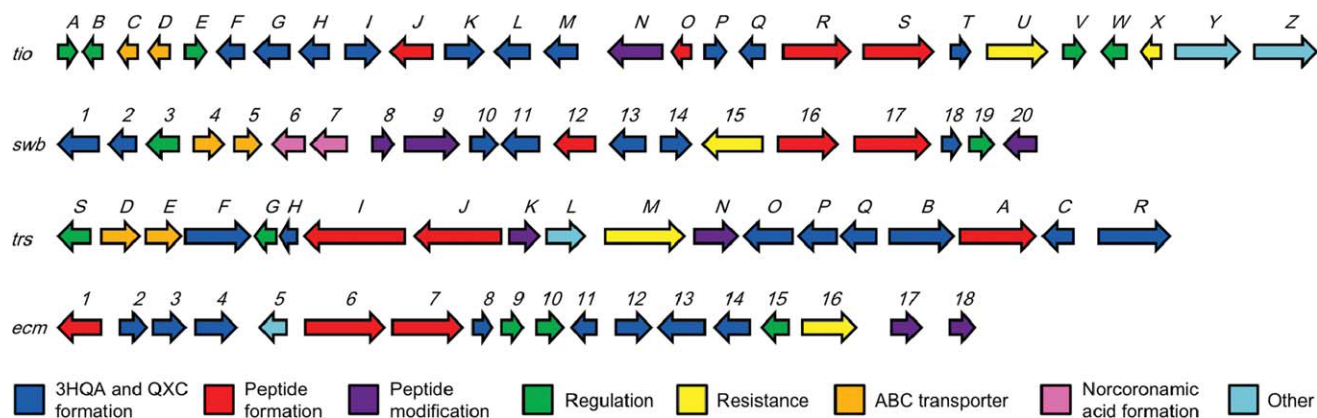 A B C D E F G H I J K L M N O P Q R S T U V W X Y Z
tio
1 2 3 4 5 6 7 8 9 10 11 12 13 14 15 16 17 18 19 20
swb
S D E F G H I J K L M N O P Q B A C R
trs
1 2 3 4 5 6 7 8 9 10 11 12 13 14 15 16 17 18
ecm
3HQA and QXC
formation
Peptide
formation
Peptide
modification
Regulation
Resistance
ABC transporter
Norcoronamic
acid formation
Other